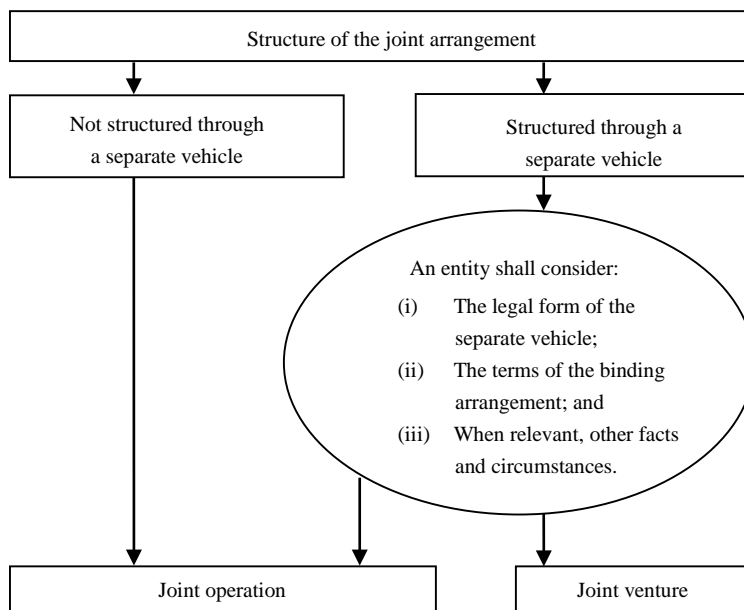 Structure of the joint arrangement
Not structured through
a separate vehicle
Structured through a
separate vehicle
An entity shall consider:
(i) The legal form of the
separate vehicle;
(ii) The terms of the binding
arrangement; and
(iii) When relevant, other facts
and circumstances.
Joint operation
Joint venture